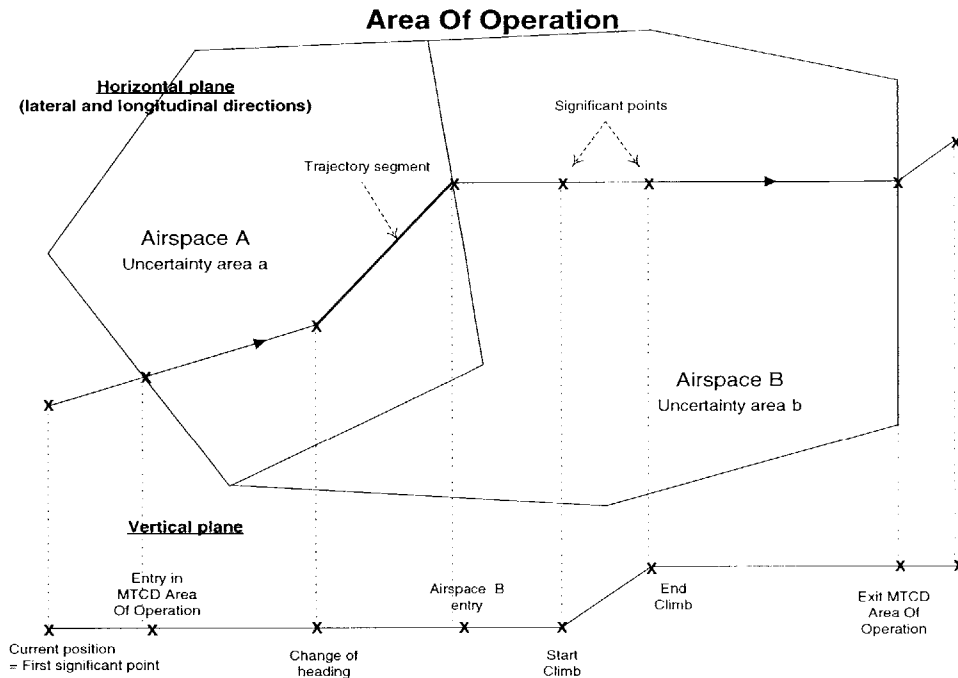 Area Of Operation
Horizontal plane
(lateral and longitudinal directions)
Significant points
Trajectory segment
Airspace A
Uncertainty area a
Airspace B
Uncertainty area b
Vertical plane
Entry in
MTCD Area
Of Operation
Airspace B
entry
End
Climb
Exit MTCD
Area Of
Operation
Current position
= First significant point
Change of
heading
Start
Climb